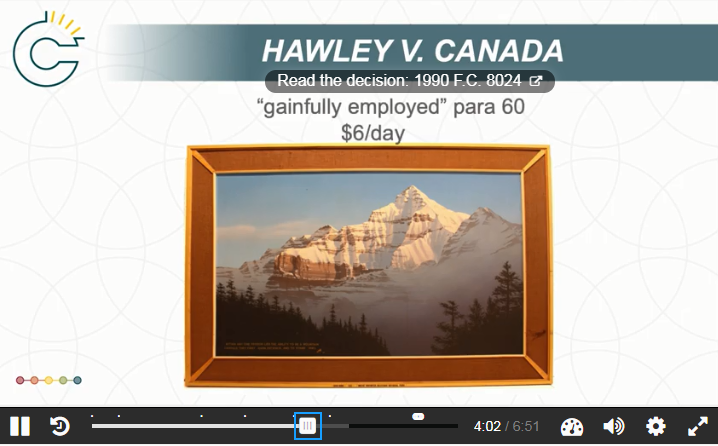 HAWLEY V. CANADA
Read the decision: 1990 F.C. 8024
“gainfully employed” para 60
$6/day
4:02 / 6:51